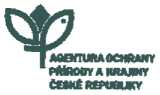 AGENTURA OCHRANY
PŘÍRODY A KRAJINY
ČESKÉ REPUBLIKY